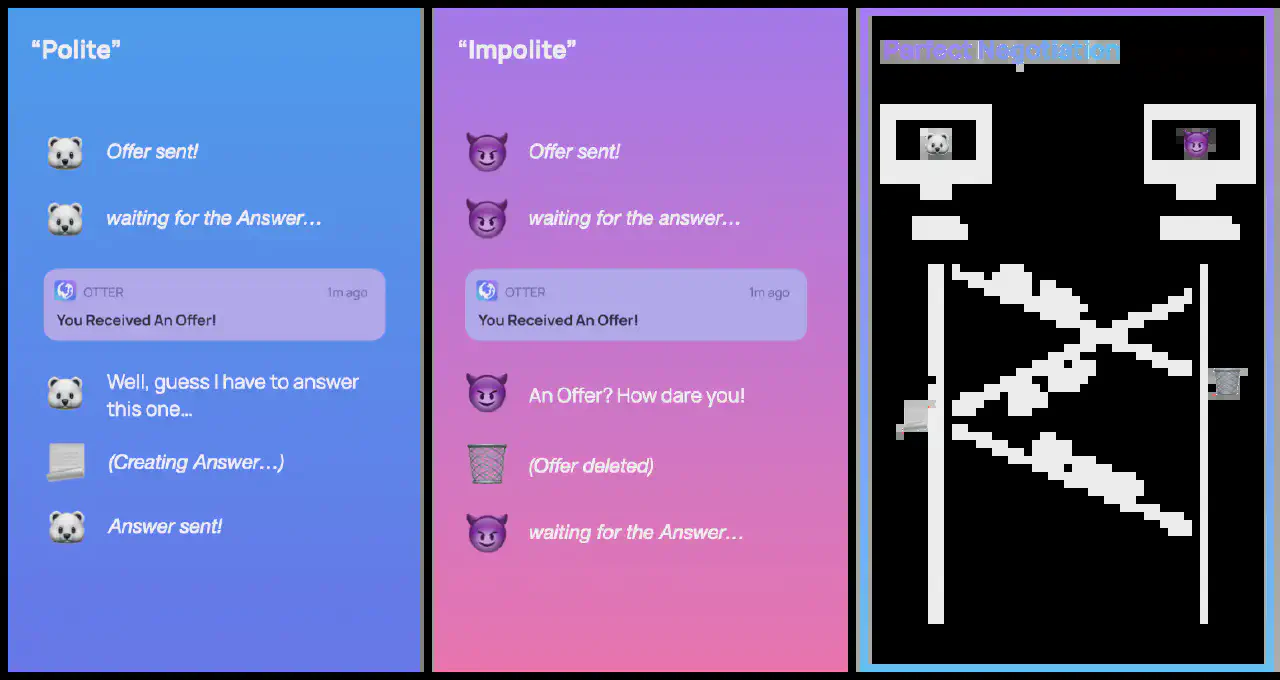 “Polite”
Offer sent!
waiting for the Answer...
OTTER
1m ago
You Received An Offer!
Well, guess I have to answer
this one...
(Creating Answer...)
Answer sent!
“Impolite”
Offer sent!
waiting for the answer...
OTTER
1m ago
You Received An Offer!
An Offer? How dare you!
(Offer deleted)
waiting for the Answer...
Perfect Negotiation